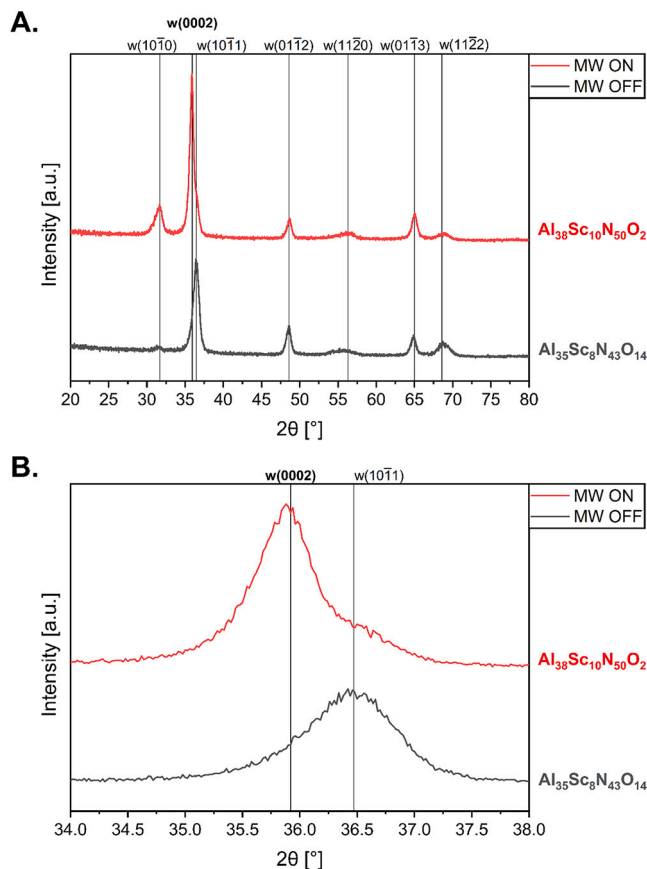 A.
w(0002)
w(101̅0) w(101̅1) w(011̅2) w(112̅0) w(011̅3) w(112̅2)
MW ON
MW OFF
Intensity [a.u.]
Al38Sc10N50O2
Al35Sc8N43O14
20 25 30 35 40 45 50 55 60 65 70 75 80
2θ [°]
B.
w(0002) w(101̅1)
MW ON
MW OFF
Intensity [a.u.]
Al38Sc10N50O2
Al35Sc8N43O14
34.0 34.5 35.0 35.5 36.0 36.5 37.0 37.5 38.0
2θ [°]